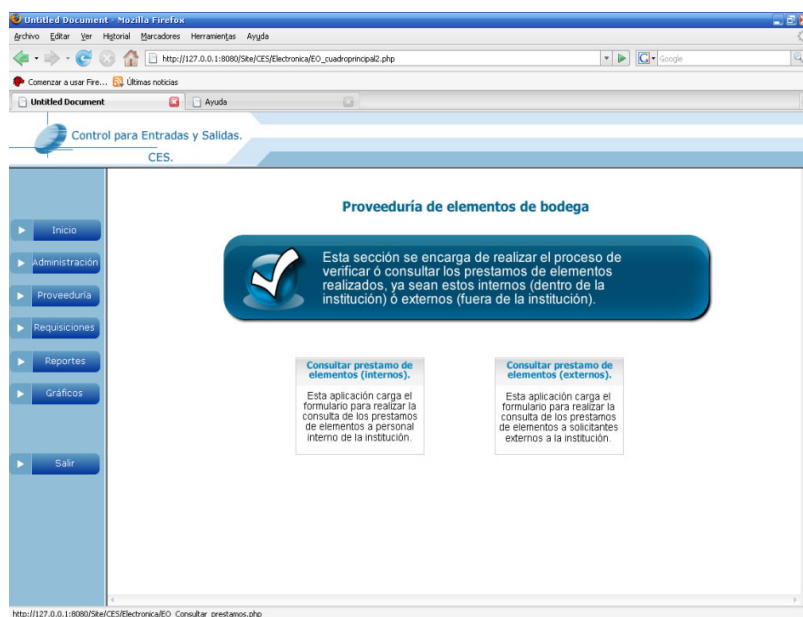 Untitled Document - Mozilla Firefox
Archivo Editar Ver Historial Marcadores Herramientas Ayuda
http://127.0.0.1:8080/Site/CES/Electronica/EO_cuadroprincipal2.php
Google
Comenzar a usar Fire... Últimas noticias
Untitled Document Ayuda
Control para Entradas y Salidas.
CES.
Proveeduría de elementos de bodega
Inicio
Administración
Proveeduría
Requisiciones
Reportes
Gráficos
Salir
Esta sección se encarga de realizar el proceso de
verificar ó consultar los prestamos de elementos
realizados, ya sean estos internos (dentro de la
institución) ó externos (fuera de la institución).
Consultar prestamo de
elementos (internos).
Esta aplicación carga el
formulario para realizar la
consulta de los prestamos
de elementos a personal
interno de la institución.
Consultar prestamo de
elementos (externos).
Esta aplicación carga el
formulario para realizar la
consulta de los prestamos
de elementos a solicitantes
externos a la institución.
http://127.0.0.1:8080/Site/CES/Electronica/EO_Consultar_prestamos.php